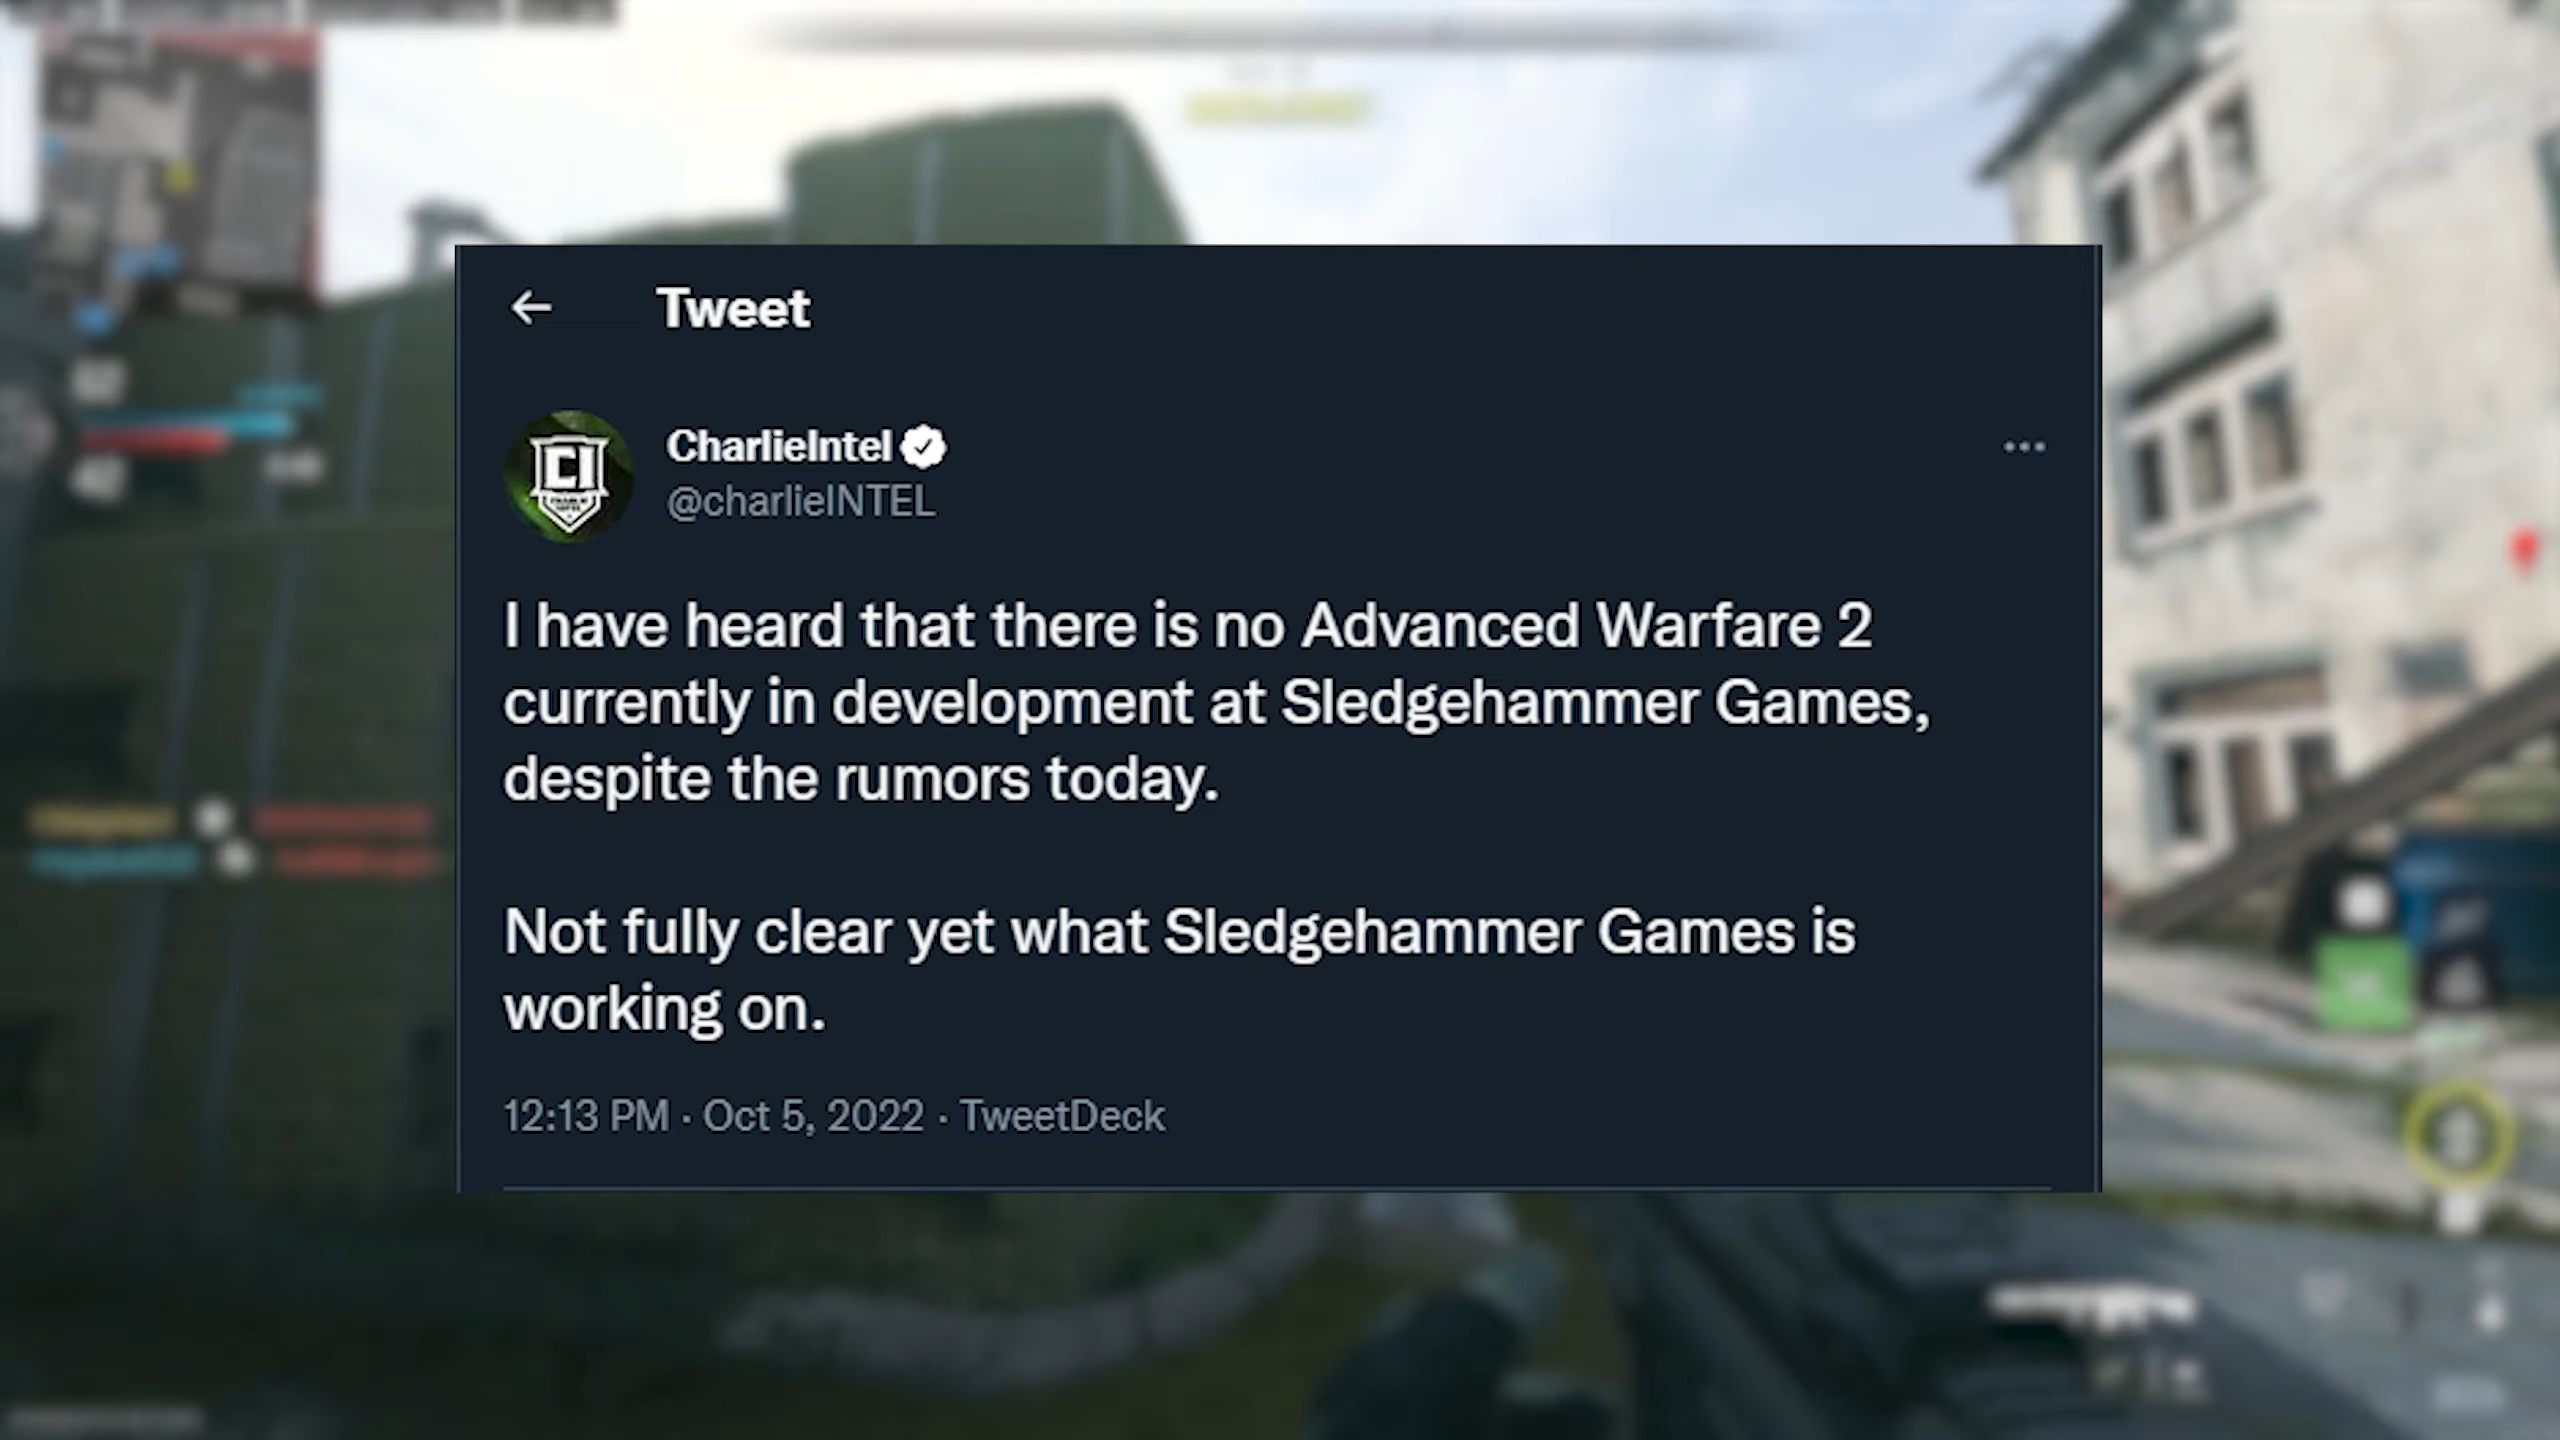 Tweet
CharlieIntel
@charlieINTEL
CI
I have heard that there is no Advanced Warfare 2
currently in development at Sledgehammer Games,
despite the rumors today.
Not fully clear yet what Sledgehammer Games is
working on.
12:13 PM · Oct 5, 2022 · TweetDeck